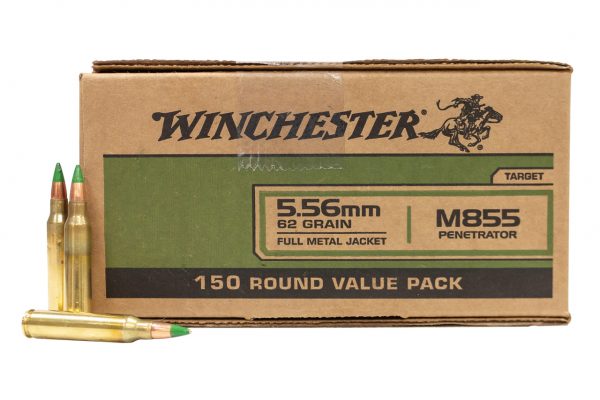 WINCHESTER
TARGET
5.56mm
62 GRAIN
FULL METAL JACKET
M855
PENETRATOR
150 ROUND VALUE PACK